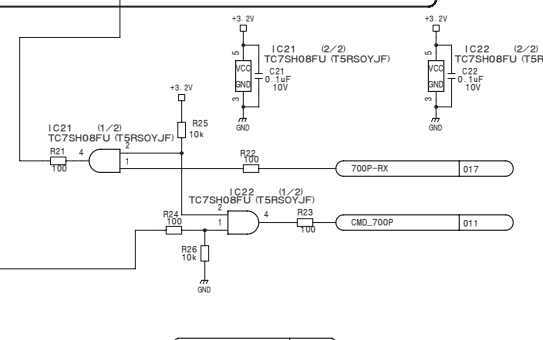 +3.2V
+3.2V
IC21 (2/2)
TC7SH08FU (T5RSOYJF)
IC22 (2/2)
TC7SH08FU (T5R
5
VCC
GND
3
C21
0.1uF
10V
GND
5
VCC
GND
3
C22
0.1uF
10V
GND
+3.2V
R25
10k
IC21 (1/2)
TC7SH08FU (T5RSOYJF)
R21
100
4
2
1
R22
100
700P-RX
017
IC22 (1/2)
TC7SH08FU (T5RSOYJF)
R24
100
2
1
4
R23
100
CMD_700P
011
R26
10k
GND